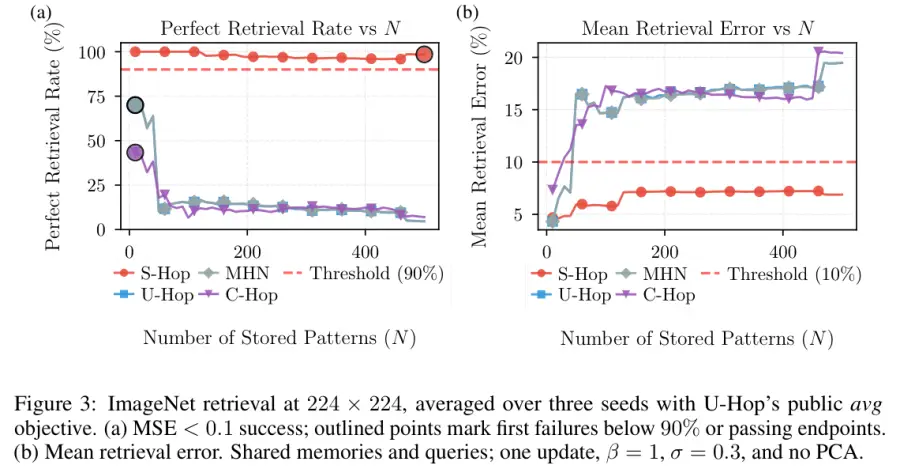 (a)
Perfect Retrieval Rate vs N
Perfect Retrieval Rate (%)
100
75
50
25
0
0
200
400
S-Hop
MHN
Threshold (90%)
U-Hop
C-Hop
Number of Stored Patterns (N)
(b)
Mean Retrieval Error vs N
Mean Retrieval Error (%)
20
15
10
5
0
200
400
S-Hop
MHN
Threshold (10%)
U-Hop
C-Hop
Number of Stored Patterns (N)
Figure 3: ImageNet retrieval at 224 × 224, averaged over three seeds with U-Hop's public avg
objective. (a) MSE < 0.1 success; outlined points mark first failures below 90% or passing endpoints.
(b) Mean retrieval error. Shared memories and queries; one update, β = 1, σ = 0.3, and no PCA.